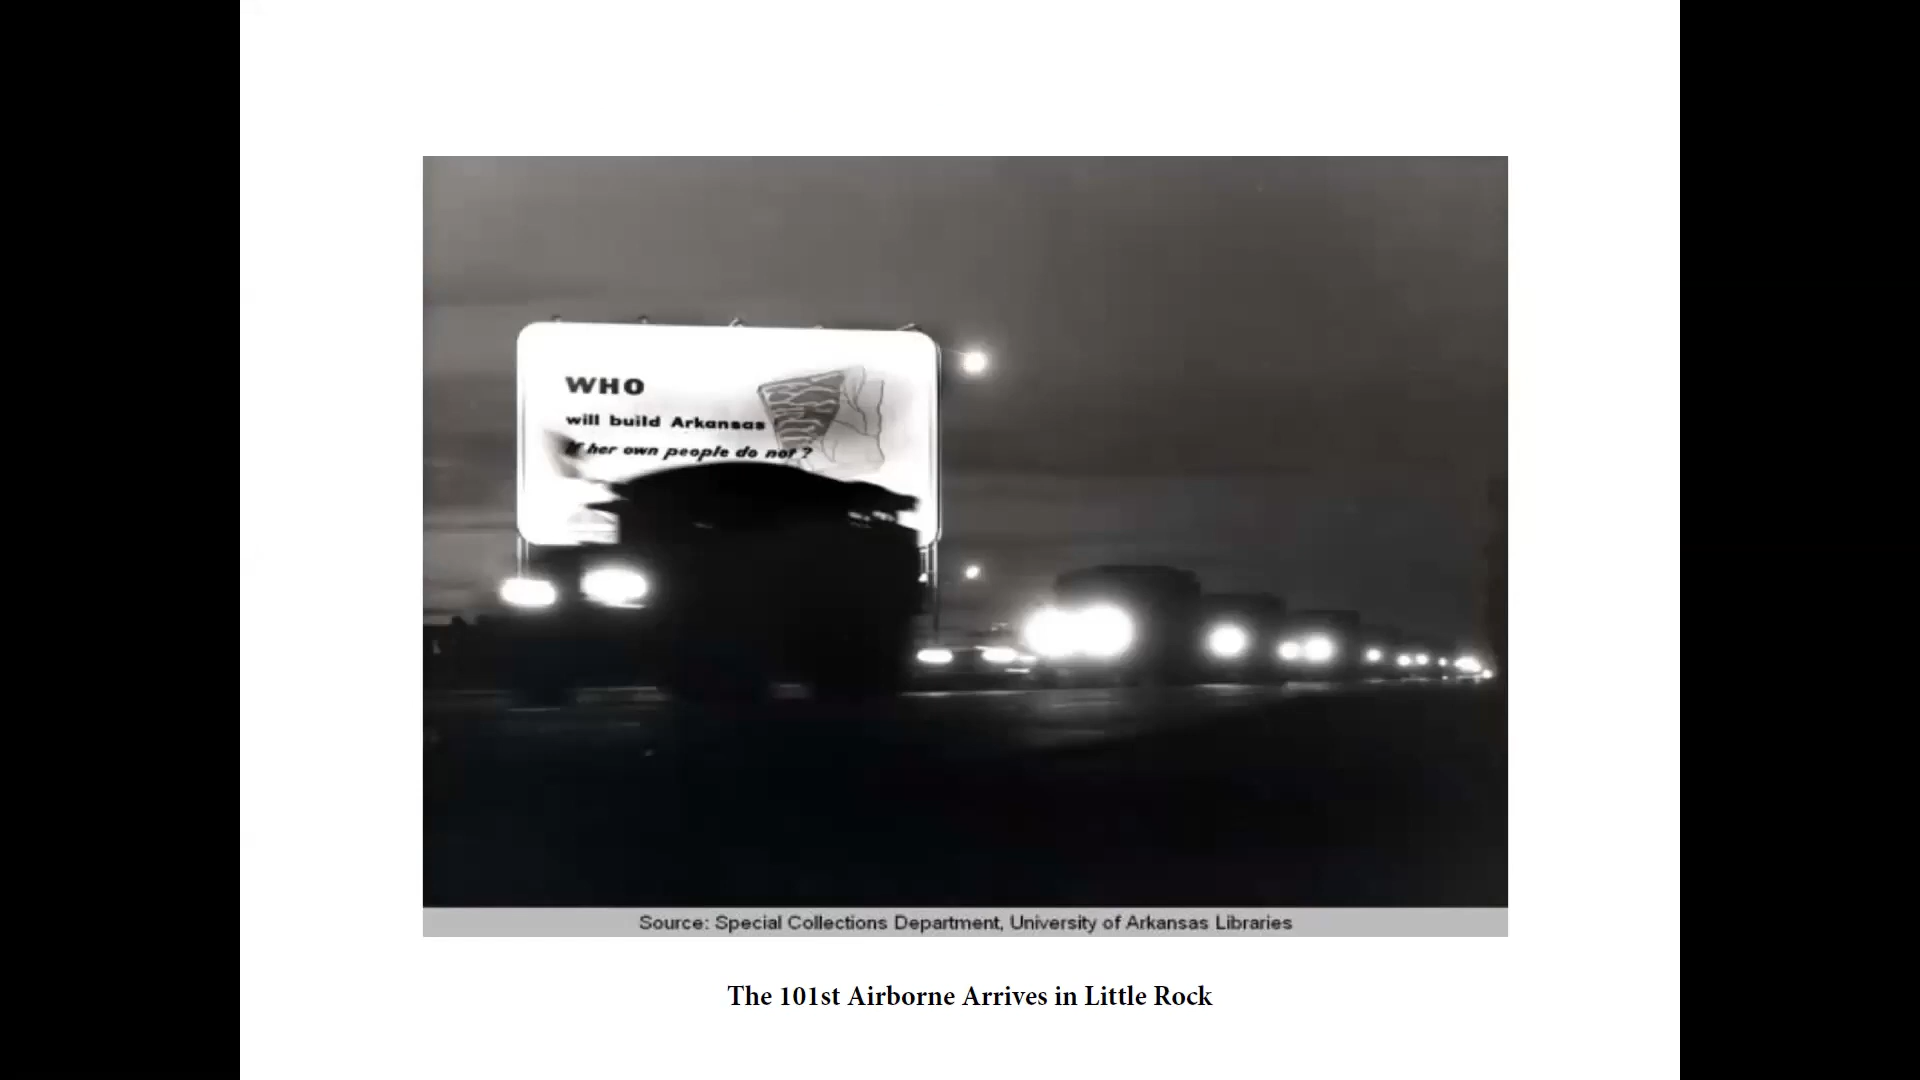 WHO
will build Arkansas
if her own people do not?
Source: Special Collections Department, University of Arkansas Libraries
The 101st Airborne Arrives in Little Rock